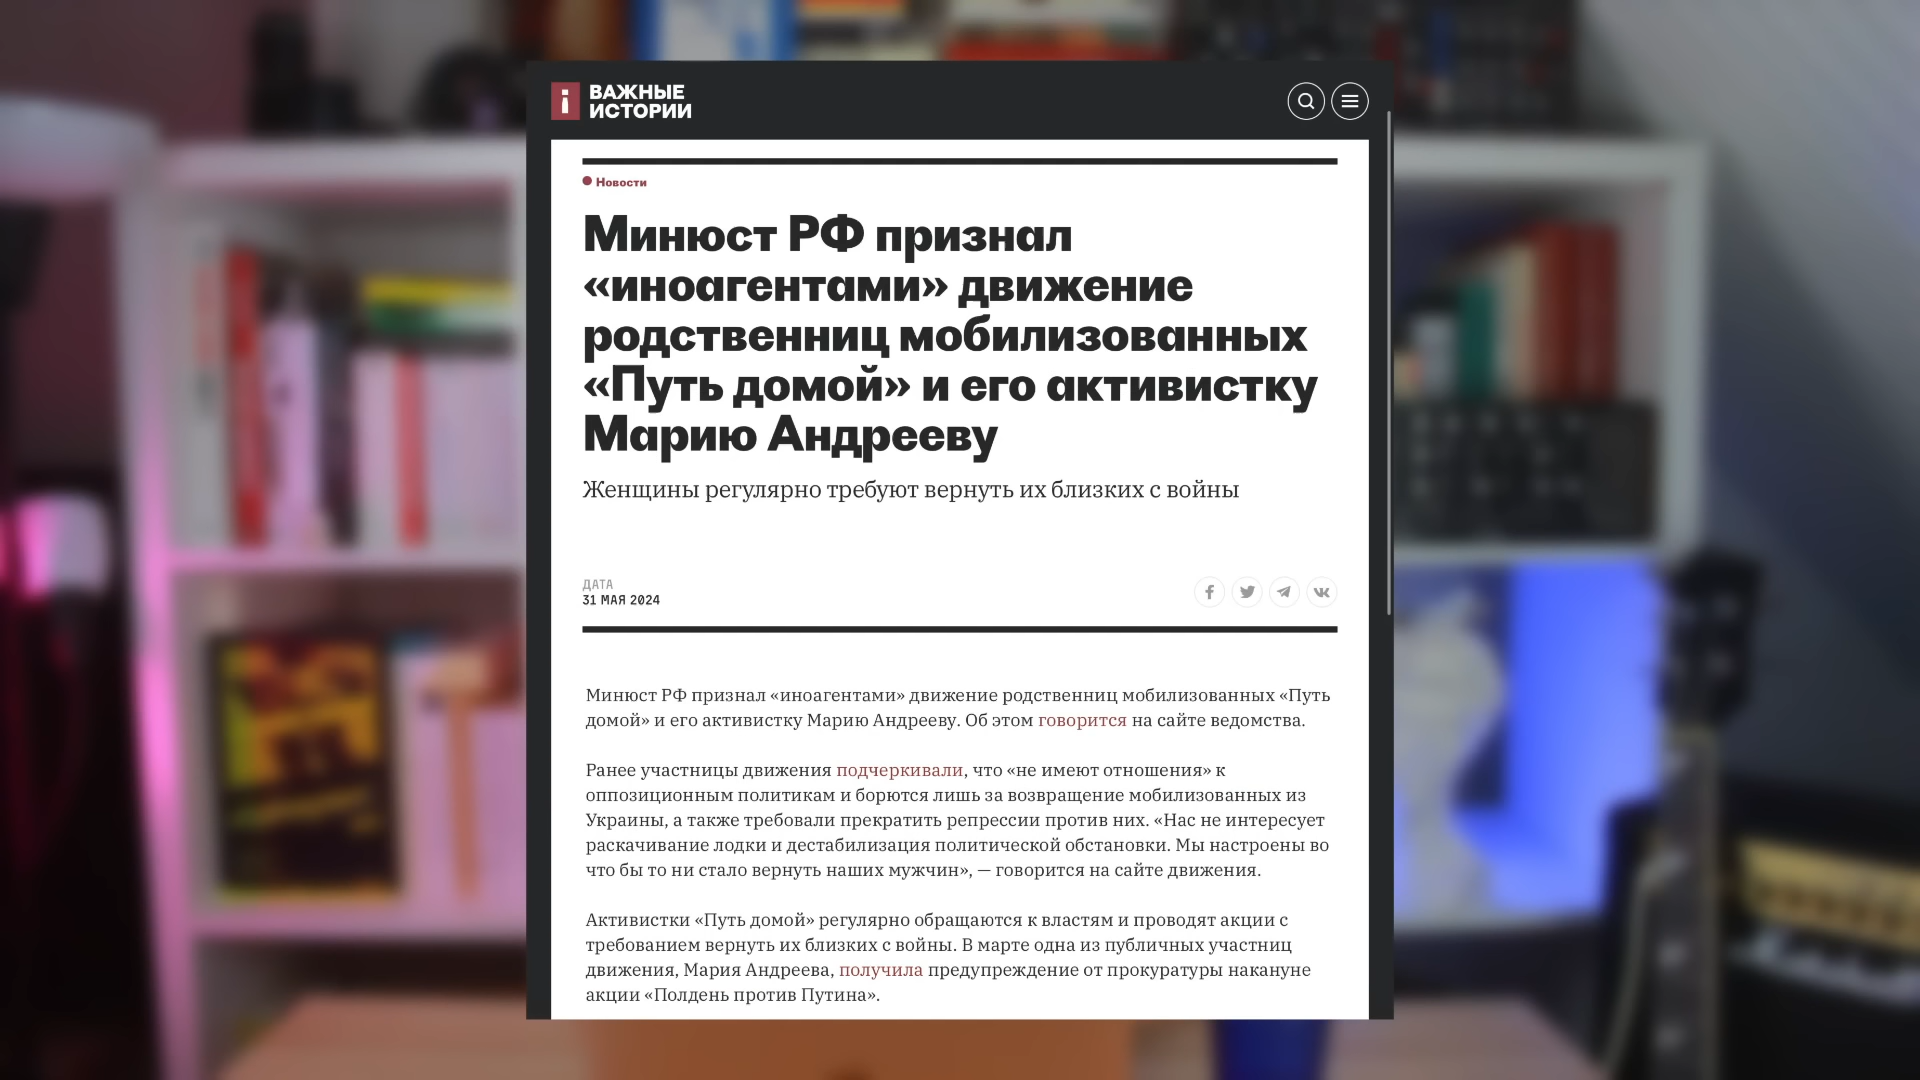 ВАЖНЫЕ
ИСТОРИИ
Новости
Минюст РФ признал
«иноагентами» движение
родственниц мобилизованных
«Путь домой» и его активистку
Марию Андрееву
Женщины регулярно требуют вернуть их близких с войны
ДАТА
31 МАЯ 2024
Минюст РФ признал «иноагентами» движение родственниц мобилизованных «Путь
домой» и его активистку Марию Андрееву. Об этом говорится на сайте ведомства.
Ранее участницы движения подчеркивали, что «не имеют отношения» к
оппозиционным политикам и борются лишь за возвращение мобилизованных из
Украины, а также требовали прекратить репрессии против них. «Нас не интересует
раскачивание лодки и дестабилизация политической обстановки. Мы настроены во
что бы то ни стало вернуть наших мужчин», — говорится на сайте движения.
Активистки «Путь домой» регулярно обращаются к властям и проводят акции с
требованием вернуть их близких с войны. В марте одна из публичных участниц
движения, Мария Андреева, получила предупреждение от прокуратуры накануне
акции «Полдень против Путина».